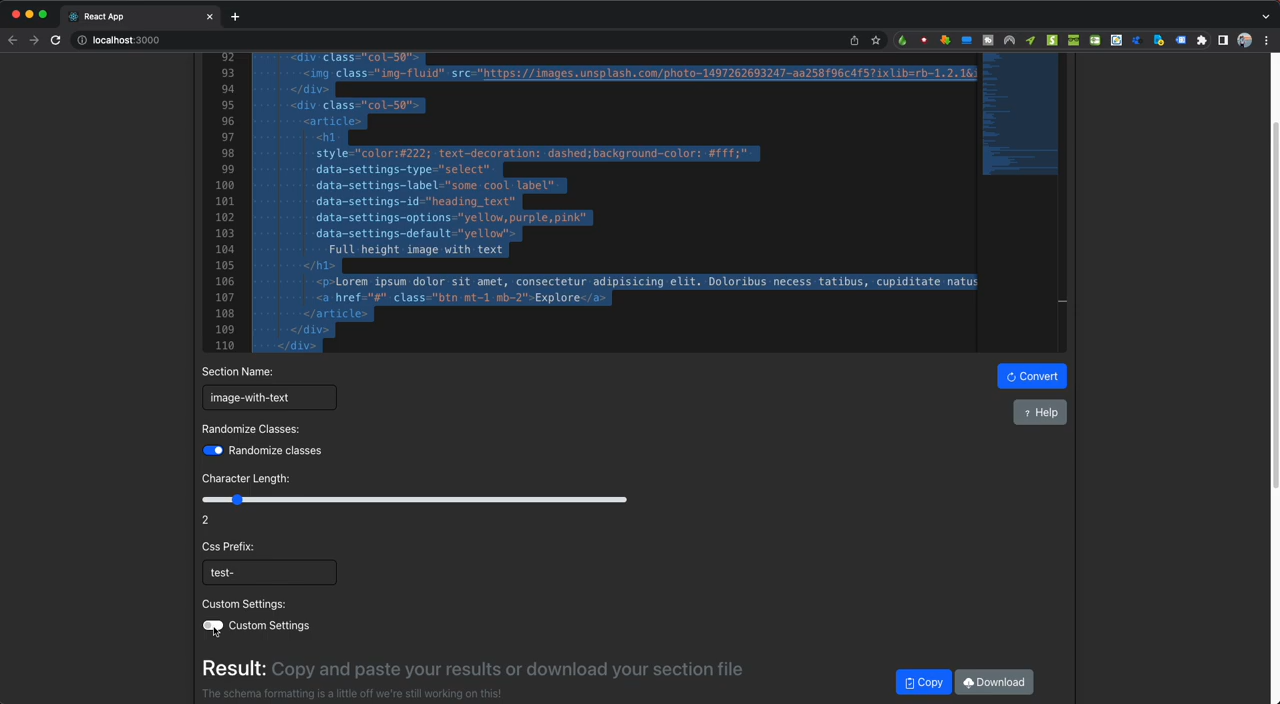 React App
localhost:3000
92 <div class="col-50">
93 <img class="img-fluid" src="https://images.unsplash.com/photo-1497262693247-aa258f96c4f5?ixlib=rb-1.2.1&
94 </div>
95 <div class="col-50">
96 <article>
97 <h1
98 style="color:#222; text-decoration: dashed;background-color: #fff;"
99 data-settings-type="select"
100 data-settings-label="some cool label"
101 data-settings-id="heading_text"
102 data-settings-options="yellow,purple,pink"
103 data-settings-default="yellow">
104 Full height image with text
105 </h1>
106 <p>Lorem ipsum dolor sit amet, consectetur adipisicing elit. Doloribus necess tatibus, cupiditate natus
107 <a href="#" class="btn mt-1 mb-2">Explore</a>
108 </article>
109 </div>
110 </div>
Section Name:
Convert
image-with-text
? Help
Randomize Classes:
Randomize classes
Character Length:
2
Css Prefix:
test-
Custom Settings:
Custom Settings
Result: Copy and paste your results or download your section file
Copy
Download
The schema formatting is a little off we're still working on this!